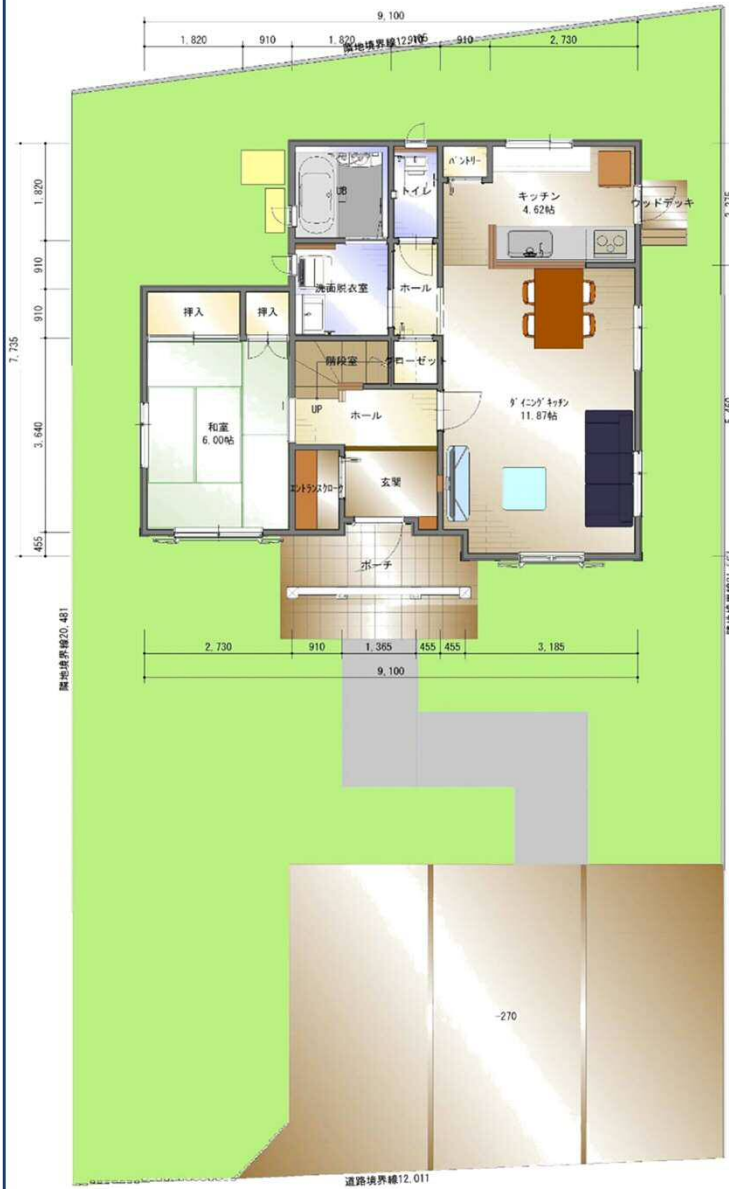 9,100
1,820
910
1,820
910
910
2,730
隣地境界線12,
7,735
1,820
910
910
3,640
455
UB
トイレ
パントリー
キッチン
4.62帖
ウッドデッキ
洗面脱衣室
ホール
押入
押入
階段室
クローゼット
UP
ホール
和室
6.00帖
ダイニングキッチン
11.87帖
エントランスクローク
玄関
ポーチ
2,730
910
1,365
455
455
3,185
9,100
隣地境界線20,481
-270
道路境界線12,011